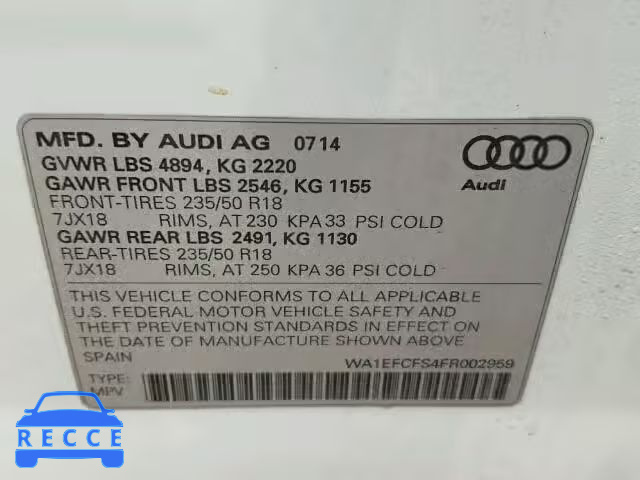 MFD. BY AUDI AG 0714
GVWR LBS 4894, KG 2220
GAWR FRONT LBS 2546, KG 1155
FRONT-TIRES 235/50 R18
7JX18 RIMS, AT 230 KPA 33 PSI COLD
GAWR REAR LBS 2491, KG 1130
REAR-TIRES 235/50 R18
7JX18 RIMS, AT 250 KPA 36 PSI COLD
Audi
THIS VEHICLE CONFORMS TO ALL APPLICABLE
U.S. FEDERAL MOTOR VEHICLE SAFETY AND
THEFT PREVENTION STANDARDS IN EFFECT ON
THE DATE OF MANUFACTURE SHOWN ABOVE
SPAIN WA1EFCFS4FR002959
TYPE:
MPV
RECCE